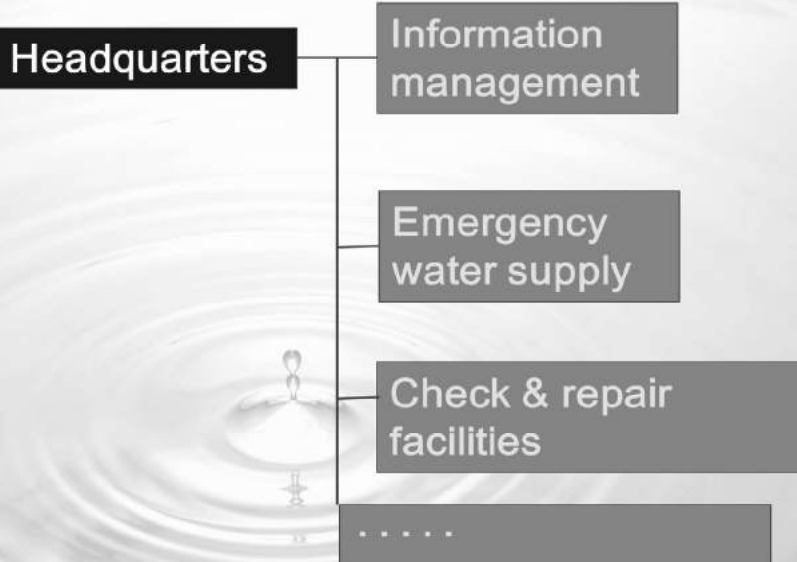 Headquarters
Information
management
Emergency
water supply
Check & repair
facilities
.....